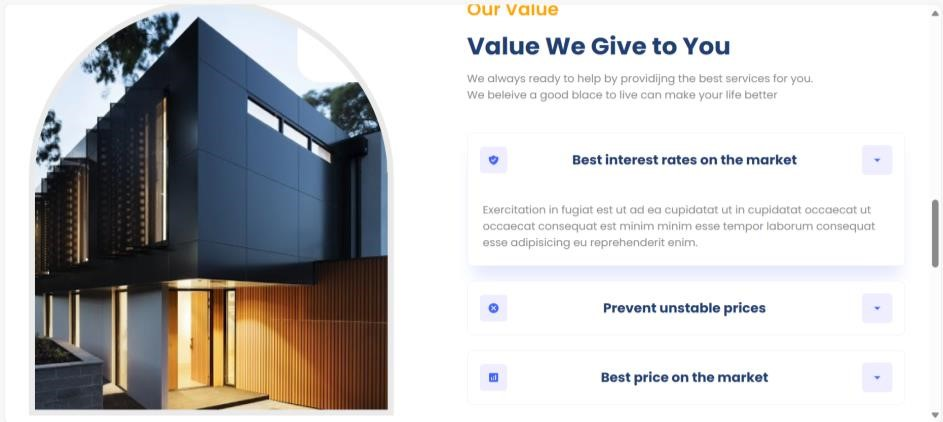 Our Value
Value We Give to You
We always ready to help by providijng the best services for you.
We beleive a good blace to live can make your life better
Best interest rates on the market
Exercitation in fugiat est ut ad ea cupidatat ut in cupidatat occaecat ut
occaecat consequat est minim minim esse tempor laborum consequat
esse adipisicing eu reprehenderit enim.
Prevent unstable prices
Best price on the market